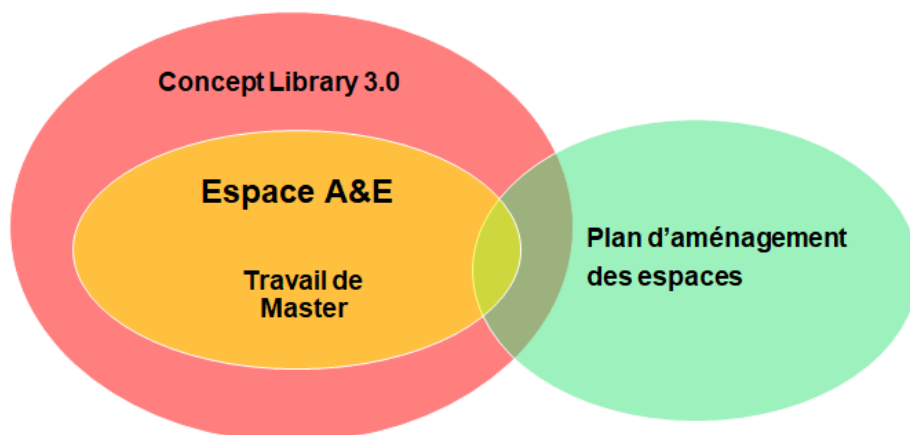 Concept Library 3.0
Espace A&E
Travail de
Master
Plan d'aménagement
des espaces